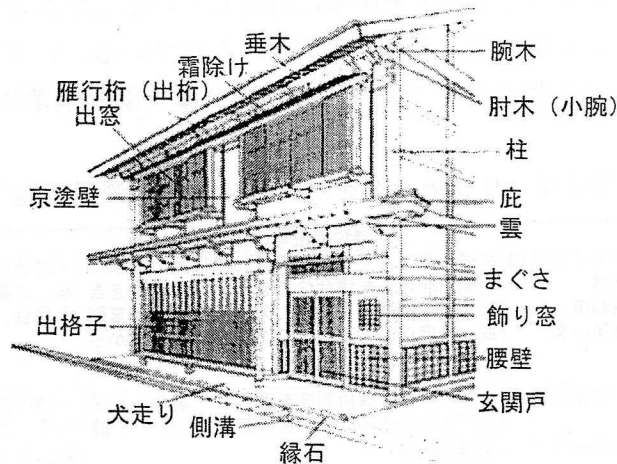 垂木
霜除け
雁行桁（出桁）
出窓
京塗壁
出格子
犬走り
側溝
縁石
腕木
肘木（小腕）
柱
庇
雲
まぐさ
飾り窓
腰壁
玄関戸